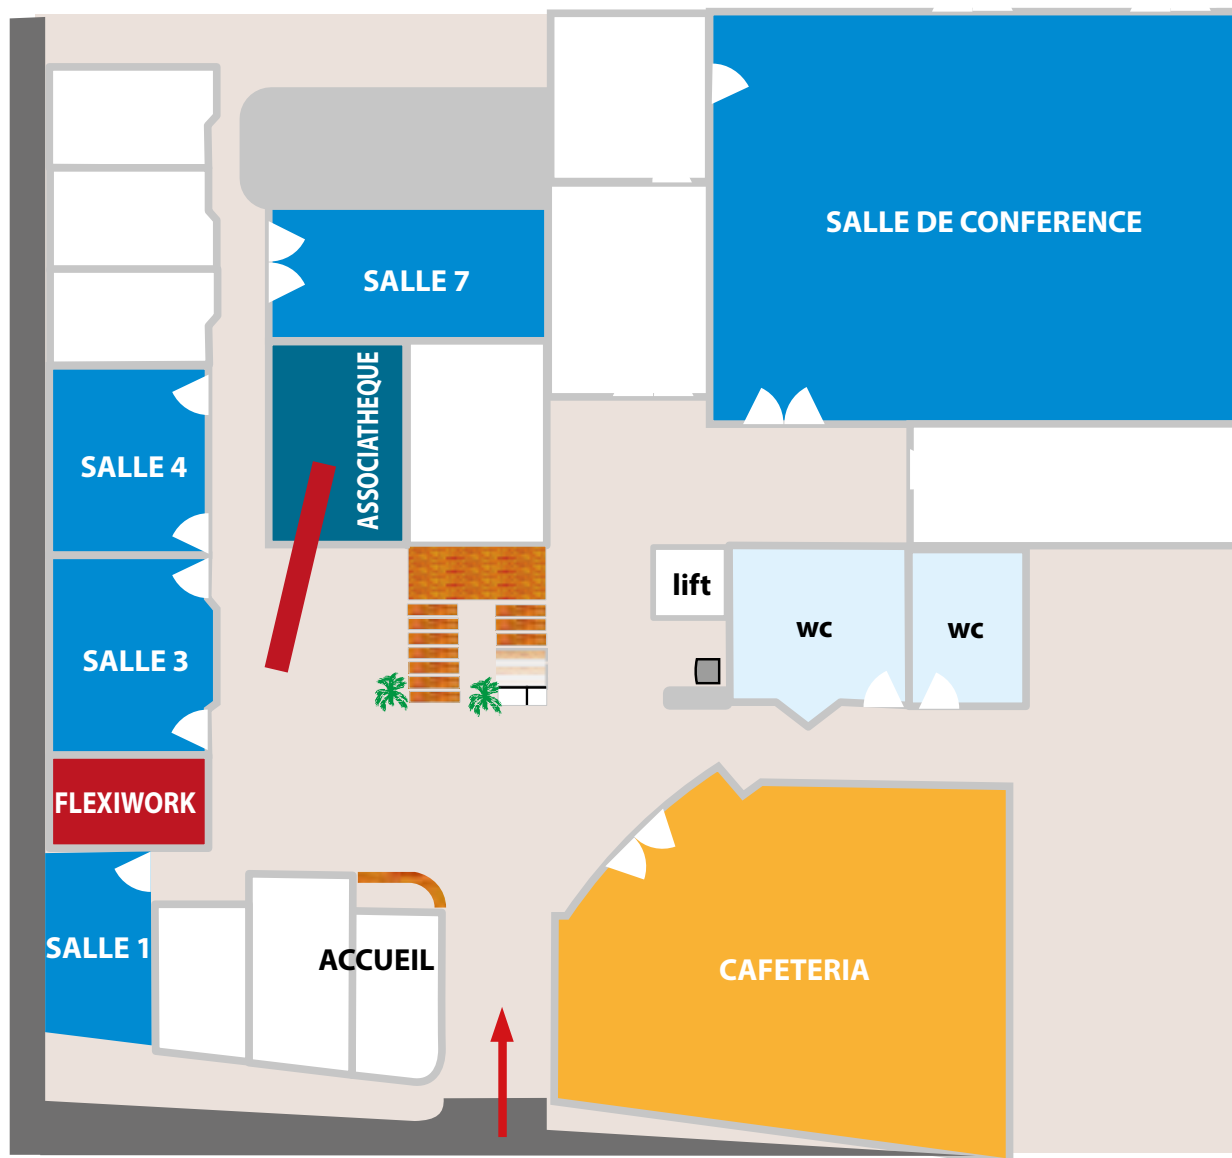 SALLE DE CONFERENCE
SALLE 7
ASSOCIATHEQUE
SALLE 4
lift
wc
wc
SALLE 3
FLEXIWORK
SALLE 1
ACCUEIL
CAFETERIA